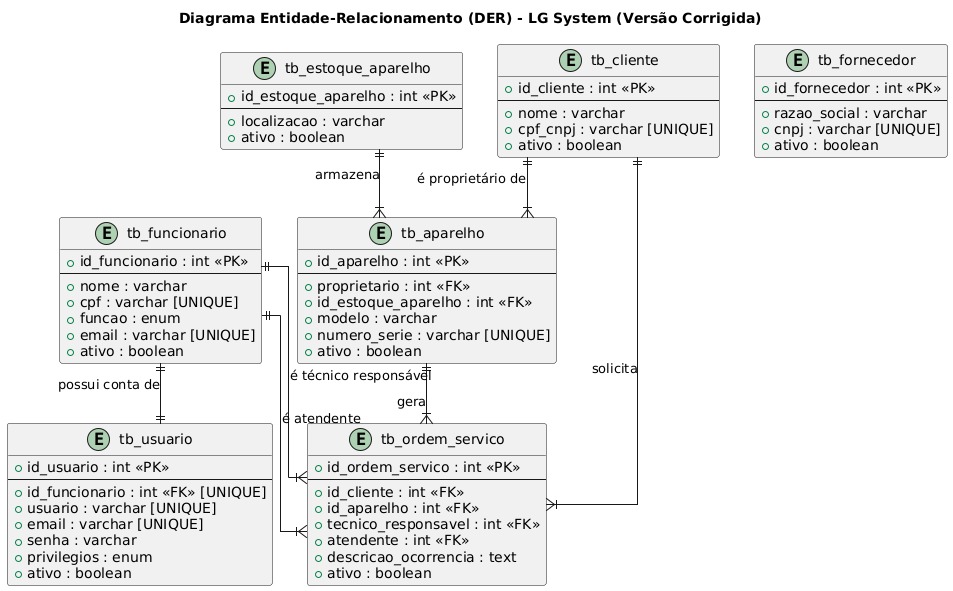 Diagrama Entidade-Relacionamento (DER) - LG System (Versão Corrigida)
E tb_estoque_aparelho
id_estoque_aparelho : int «PK»
localizacao : varchar
ativo : boolean
E tb_cliente
id_cliente : int «PK»
nome : varchar
cpf_cnpj : varchar [UNIQUE]
ativo : boolean
E tb_fornecedor
id_fornecedor : int «PK»
razao_social : varchar
cnpj : varchar [UNIQUE]
ativo : boolean
armazena
é proprietário de
E tb_funcionario
id_funcionario : int «PK»
nome : varchar
cpf : varchar [UNIQUE]
funcao : enum
email : varchar [UNIQUE]
ativo : boolean
E tb_aparelho
id_aparelho : int «PK»
proprietario : int «FK»
id_estoque_aparelho : int «FK»
modelo : varchar
numero_serie : varchar [UNIQUE]
ativo : boolean
solicita
possui conta de
é técnico responsável
gera
é atendente
E tb_usuario
id_usuario : int «PK»
id_funcionario : int «FK» [UNIQUE]
usuario : varchar [UNIQUE]
email : varchar [UNIQUE]
senha : varchar
privilegios : enum
ativo : boolean
E tb_ordem_servico
id_ordem_servico : int «PK»
id_cliente : int «FK»
id_aparelho : int «FK»
tecnico_responsavel : int «FK»
atendente : int «FK»
descricao_ocorrencia : text
ativo : boolean